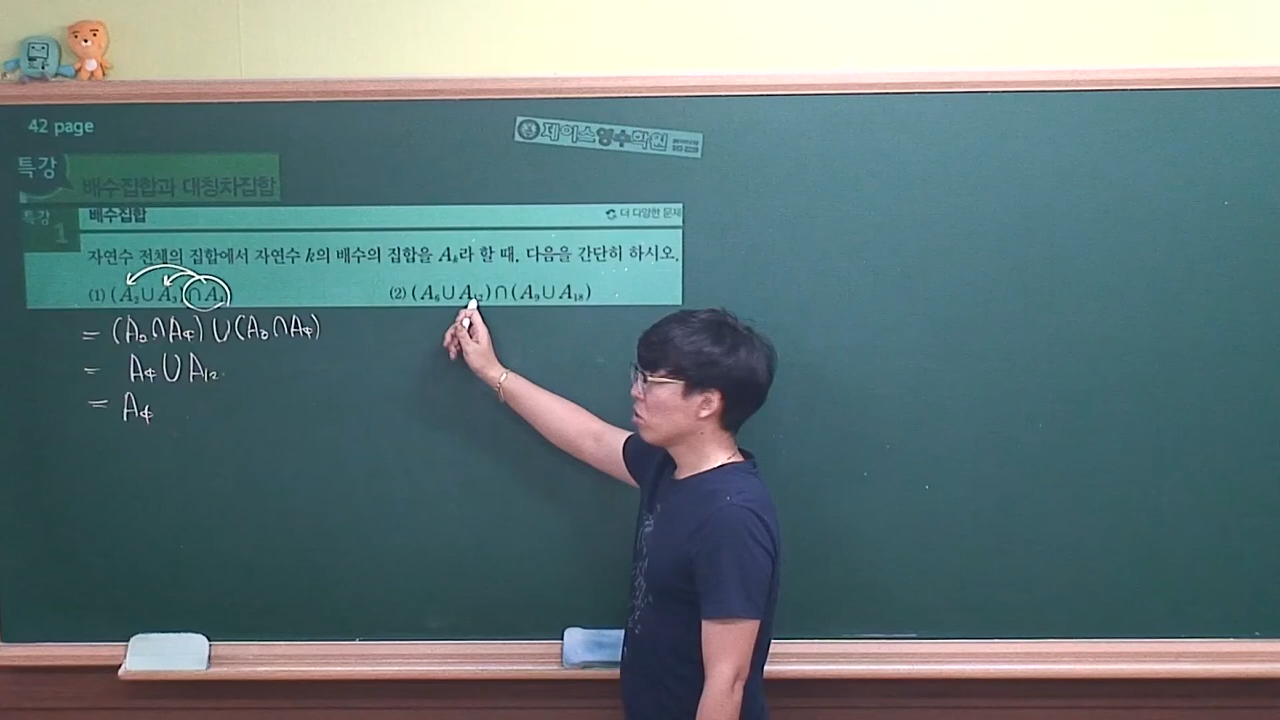 42 page
제이스영수학원
특강
배수집합과 대칭차집합
특강
1
배수집합
더 다양한 문제
자연수 전체의 집합에서 자연수 k의 배수의 집합을 Aₖ라 할 때, 다음을 간단히 하시오.
(1) (A₂∪A₃)∩A₄
(2) (A₆∪A₁₂)∩(A₉∪A₁₈)
= (A₂∩A₄)∪(A₃∩A₄)
= A₄∪A₁₂
= A₄